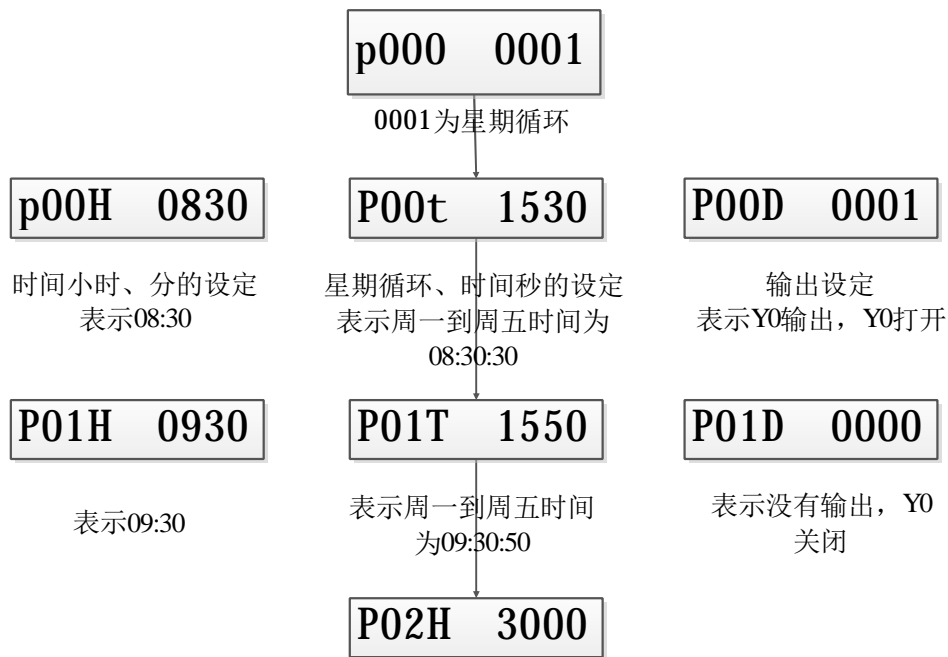 p000 0001
0001为星期循环
p00H 0830
P00t 1530
P00D 0001
时间小时、分的设定
表示08:30
星期循环、时间秒的设定
表示周一到周五时间为
08:30:30
输出设定
表示Y0输出，Y0打开
P01H 0930
P01T 1550
P01D 0000
表示09:30
表示周一到周五时间
为09:30:50
表示没有输出，Y0
关闭
P02H 3000